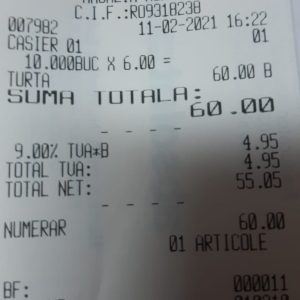 C.I.F.:RO9318238
007982 11-02-2021 16:22
CASIER 01 01
10.000BUC X 6.00 =
TURTA 60.00 B
SUMA TOTALA:
60.00
- - - -
9.00% TVA*B 4.95
TOTAL TVA: 4.95
TOTAL NET: 55.05
- - - -
NUMERAR 60.00
01 ARTICOLE
BF: 000011